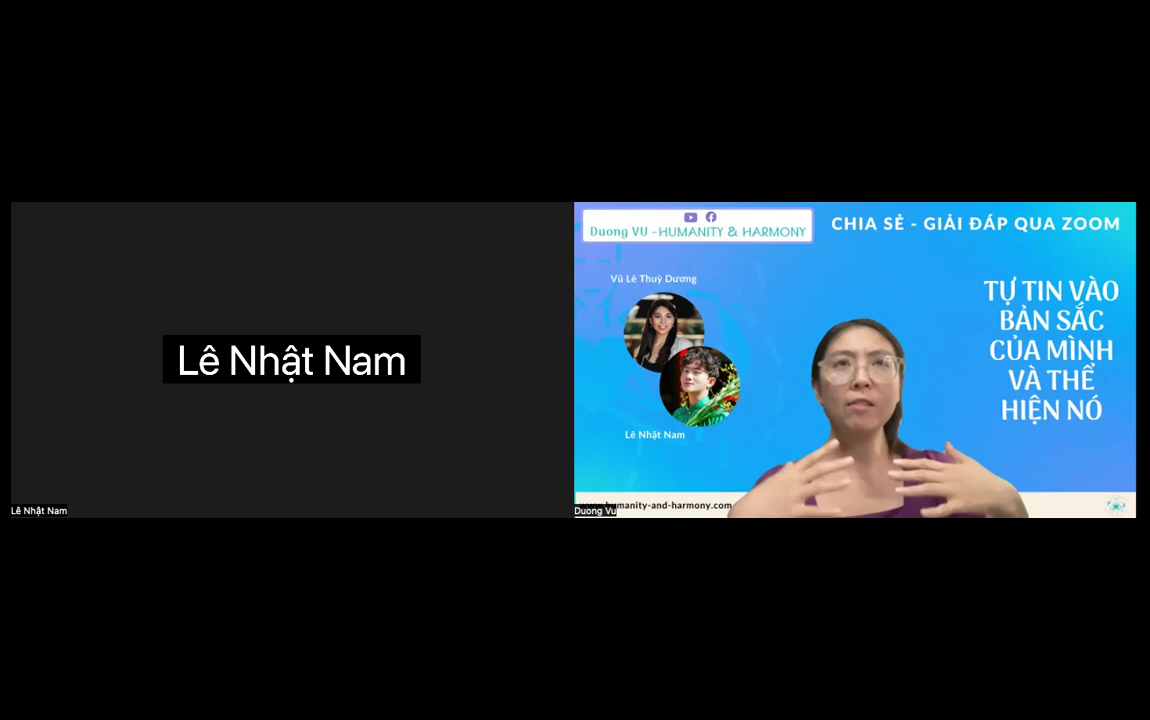 Lê Nhật Nam
Lê Nhật Nam
Duong VU - HUMANITY & HARMONY
CHIA SẺ - GIẢI ĐÁP QUA ZOOM
Vũ Lê Thuỳ Dương
Lê Nhật Nam
TỰ TIN VÀO
BẢN SẮC
CỦA MÌNH
VÀ THỂ
HIỆN NÓ
manity-and-harmony.com
Duong Vu